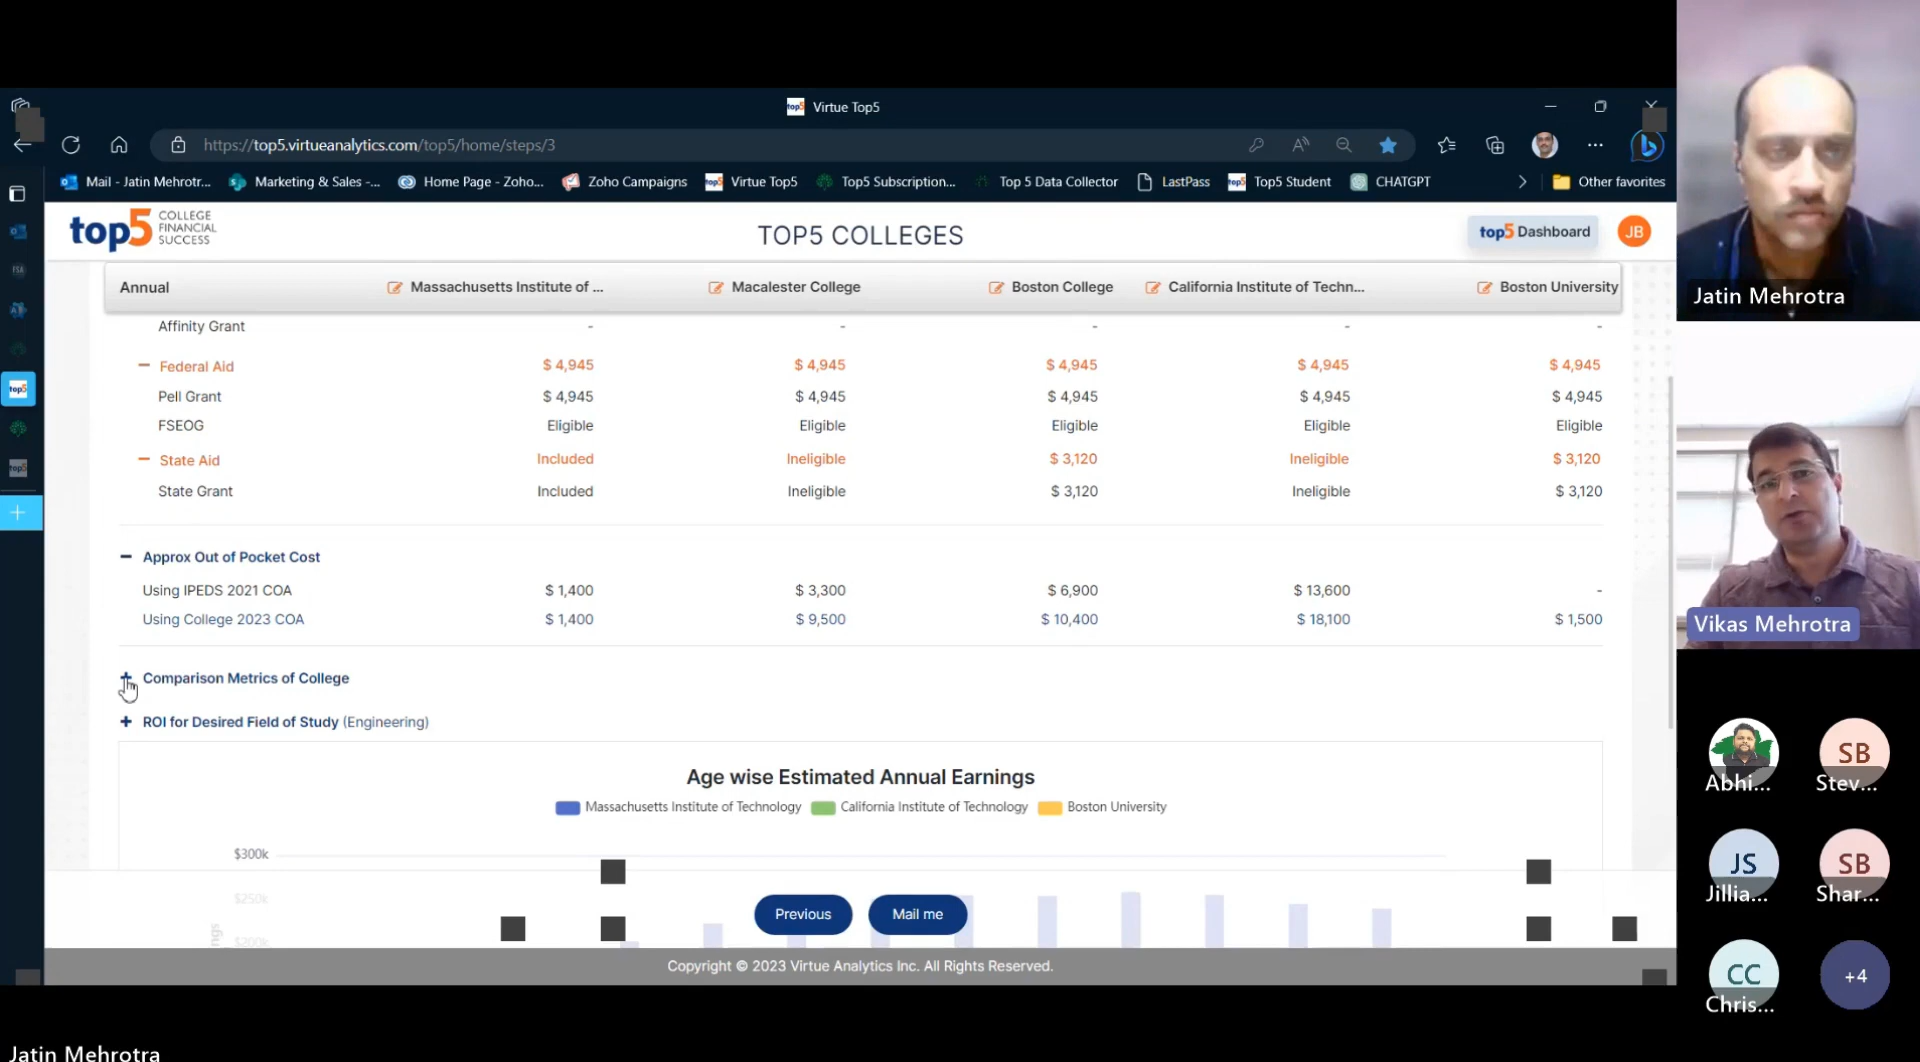 Virtue Top5
https://top5.virtueanalytics.com/top5/home/steps/3
Mail - Jatin Mehrotr... Marketing & Sales -... Home Page - Zoho... Zoho Campaigns Virtue Top5 Top5 Subscription... Top 5 Data Collector LastPass Top5 Student CHATGPT Other favorites
top5 COLLEGE FINANCIAL SUCCESS
TOP5 COLLEGES
top5 Dashboard
JB
Annual Massachusetts Institute of ... Macalester College Boston College California Institute of Techn... Boston University
Affinity Grant - - - - -
Federal Aid $ 4,945 $ 4,945 $ 4,945 $ 4,945 $ 4,945
Pell Grant $ 4,945 $ 4,945 $ 4,945 $ 4,945 $ 4,945
FSEOG Eligible Eligible Eligible Eligible Eligible
State Aid Included Ineligible $ 3,120 Ineligible $ 3,120
State Grant Included Ineligible $ 3,120 Ineligible $ 3,120
Approx Out of Pocket Cost
Using IPEDS 2021 COA $ 1,400 $ 3,300 $ 6,900 $ 13,600 -
Using College 2023 COA $ 1,400 $ 9,500 $ 10,400 $ 18,100 $ 1,500
Comparison Metrics of College
ROI for Desired Field of Study (Engineering)
Age wise Estimated Annual Earnings
Massachusetts Institute of Technology California Institute of Technology Boston University
$300k
$250k
$200k
Previous Mail me
Copyright © 2023 Virtue Analytics Inc. All Rights Reserved.
Jatin Mehrotra
Vikas Mehrotra
SB
Abhi... Stev...
JS SB
Jillia... Shar...
CC +4
Chris...
Jatin Mehrotra